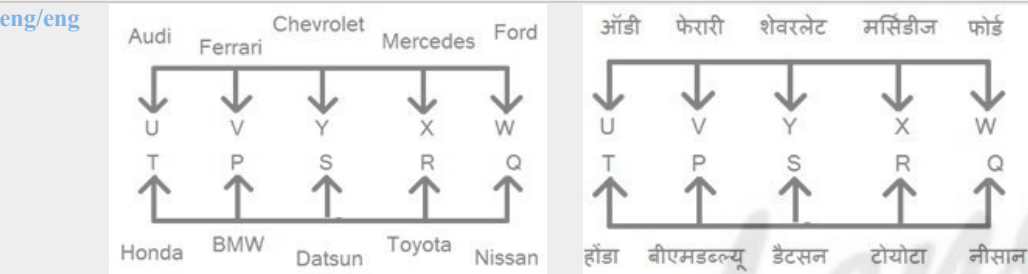 eng/eng
Audi Ferrari Chevrolet Mercedes Ford
U V Y X W
T P S R Q
Honda BMW Datsun Toyota Nissan
ऑडी फेरारी शेवरलेट मर्सिडीज फोर्ड
U V Y X W
T P S R Q
होंडा बीएमडब्ल्यू डैटसन टोयोटा नीसान